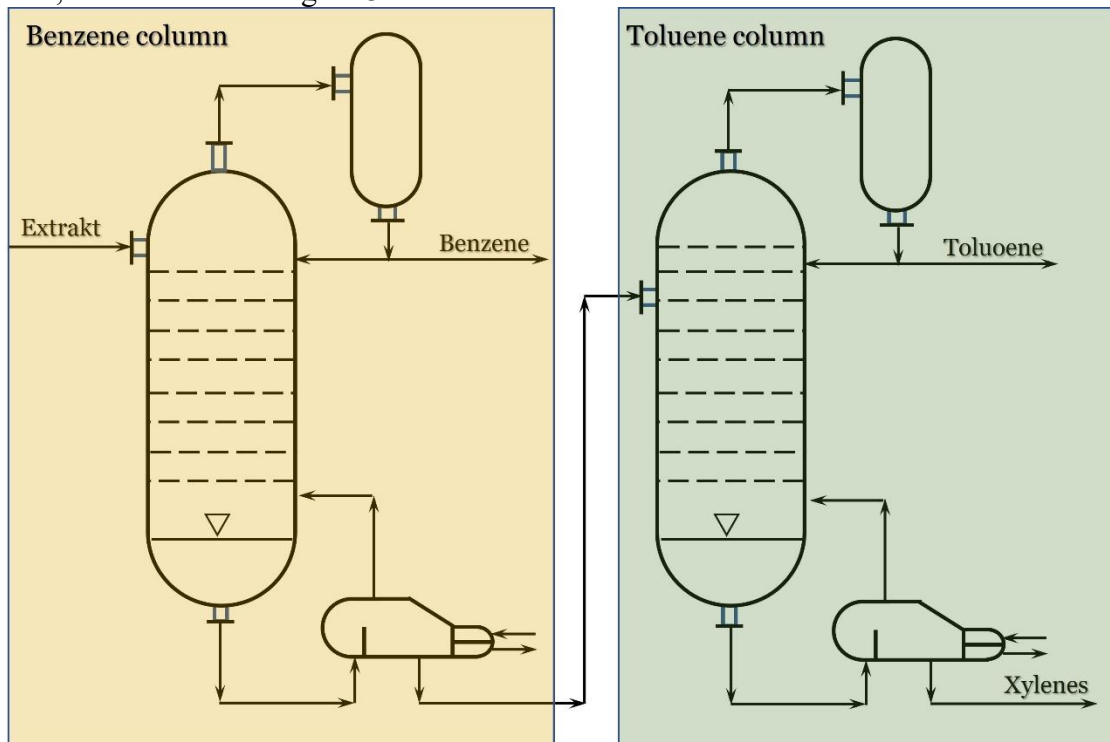 Benzene column
Toluene column
Extrakt
Benzene
Toluoene
Xylenes